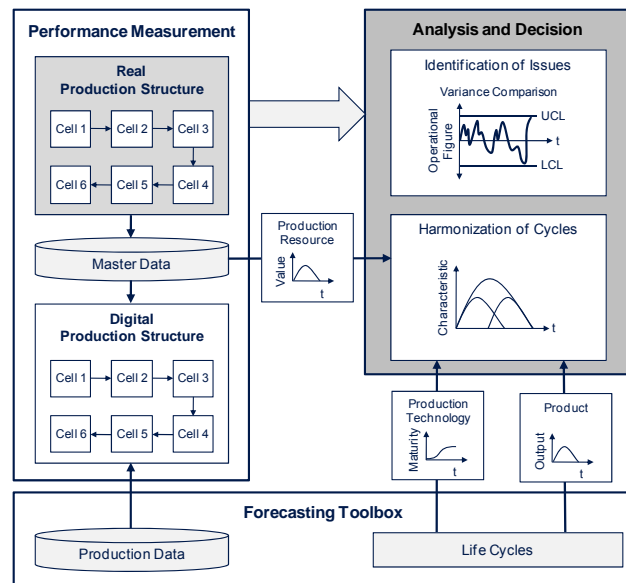 Performance Measurement
Real
Production Structure
Cell 1
Cell 2
Cell 3
Cell 6
Cell 5
Cell 4
Master Data
Digital
Production Structure
Cell 1
Cell 2
Cell 3
Cell 6
Cell 5
Cell 4
Production
Resource
Value
t
Analysis and Decision
Identification of Issues
Variance Comparison
Operational
Figure
UCL
t
LCL
Harmonization of Cycles
Characteristic
t
Production
Technology
Maturity
t
Product
Output
t
Forecasting Toolbox
Production Data
Life Cycles